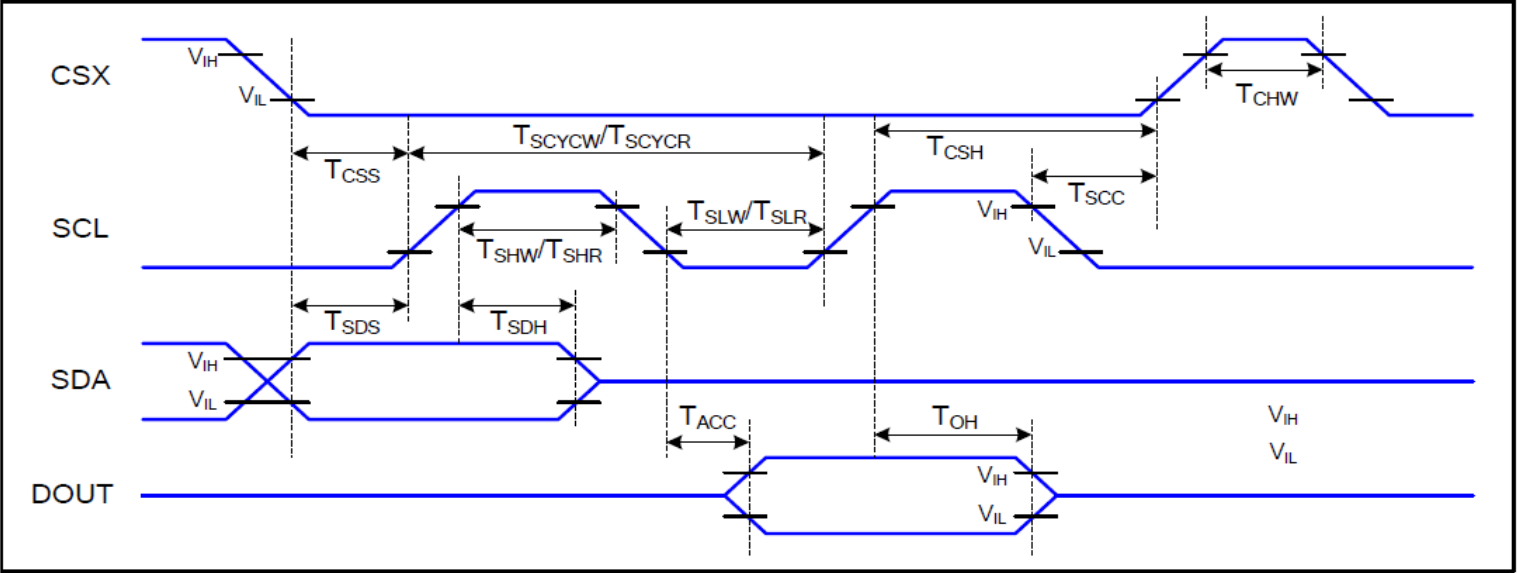 CSX
VIH
VIL
TCHW
TSCYCW/TSCYCR
TCSH
TCSS
TSCC
SCL
TSLW/TSLR
VIH
TSHW/TSHR
VIL
TSDS
TSDH
SDA
VIH
VIL
TACC
TOH
VIH
VIL
DOUT
VIH
VIL